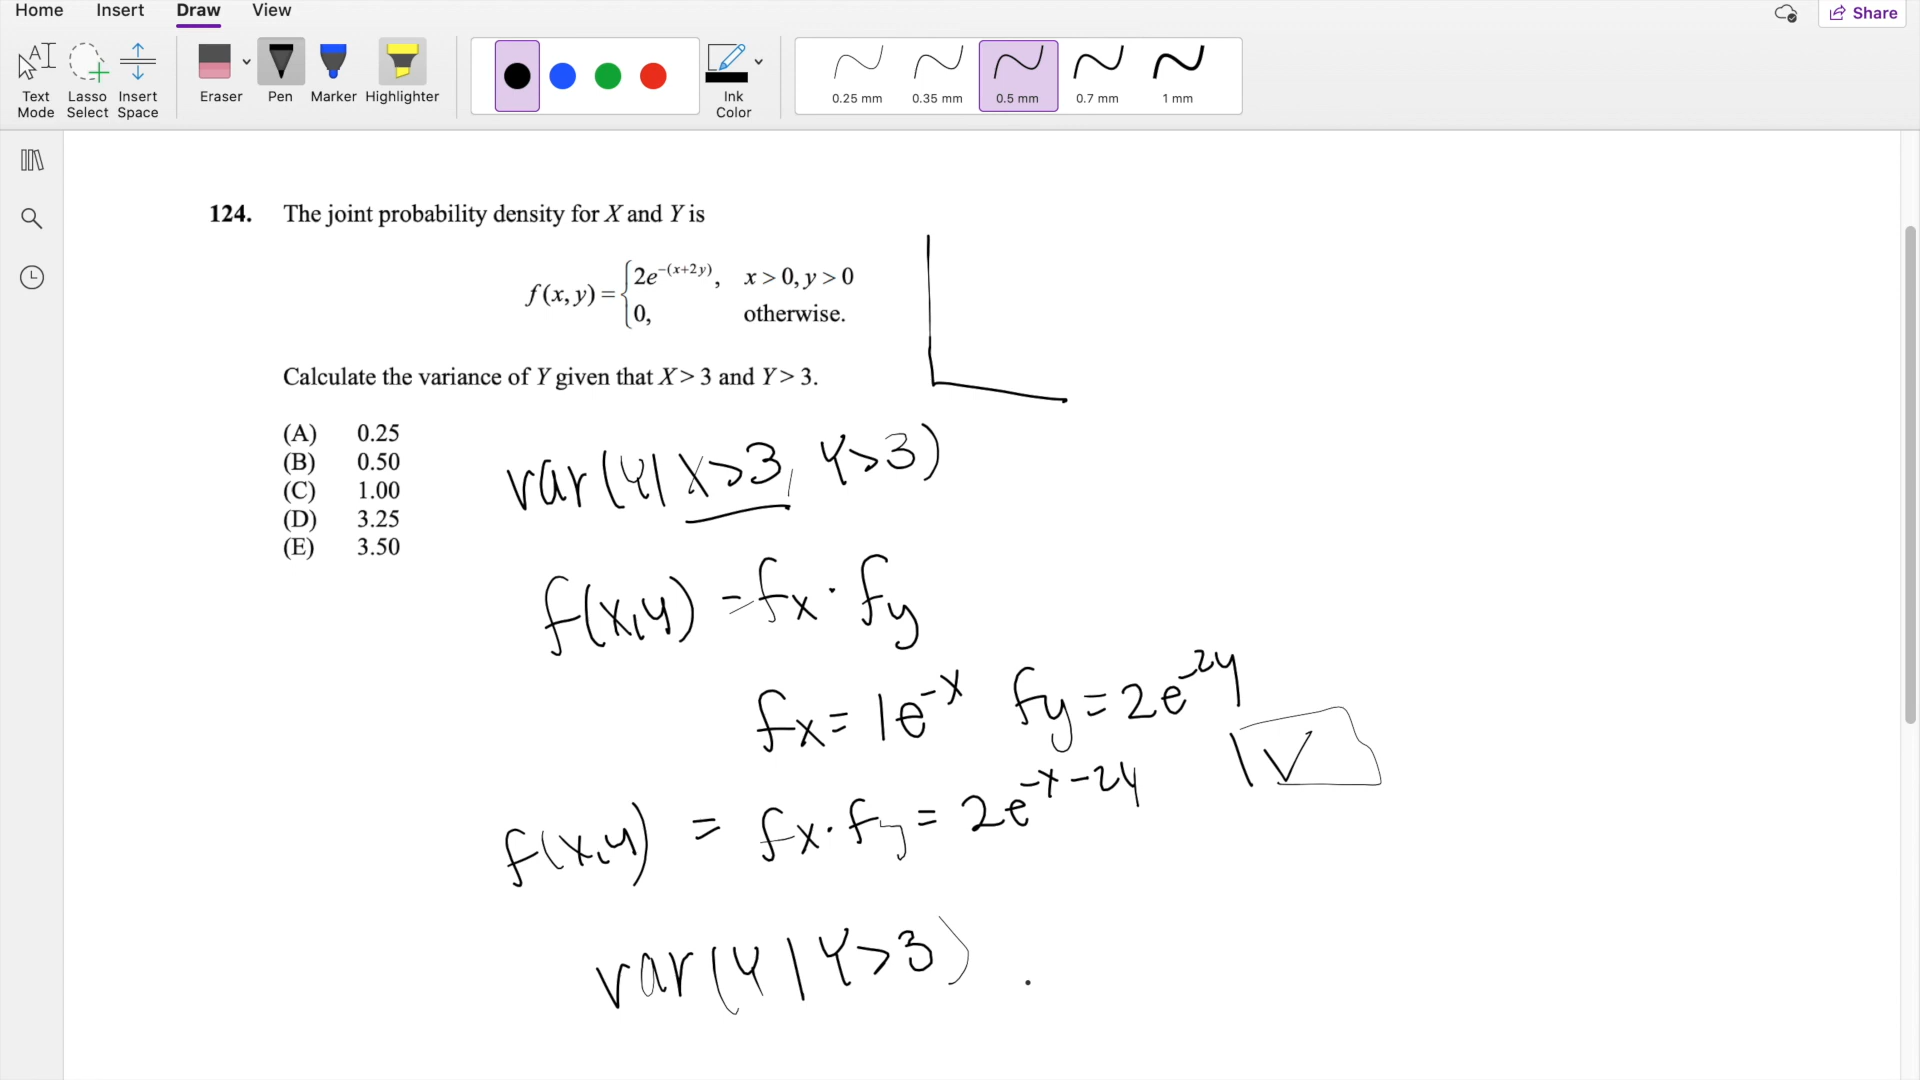 Home Insert Draw View Share
Text Mode Lasso Select Insert Space Eraser Pen Marker Highlighter Ink Color 0.25 mm 0.35 mm 0.5 mm 0.7 mm 1 mm
124. The joint probability density for X and Y is
f(x,y) = { 2e^{-(x+2y)}, x > 0, y > 0
0, otherwise.
Calculate the variance of Y given that X > 3 and Y > 3.
(A) 0.25
(B) 0.50
(C) 1.00
(D) 3.25
(E) 3.50
var(Y| X>3, Y>3)
f(x,y) = fx · fy
fx = 1e^{-x} fy = 2e^{-2y}
f(x,y) = fx · fy = 2e^{-x-2y}
var(Y | Y>3)